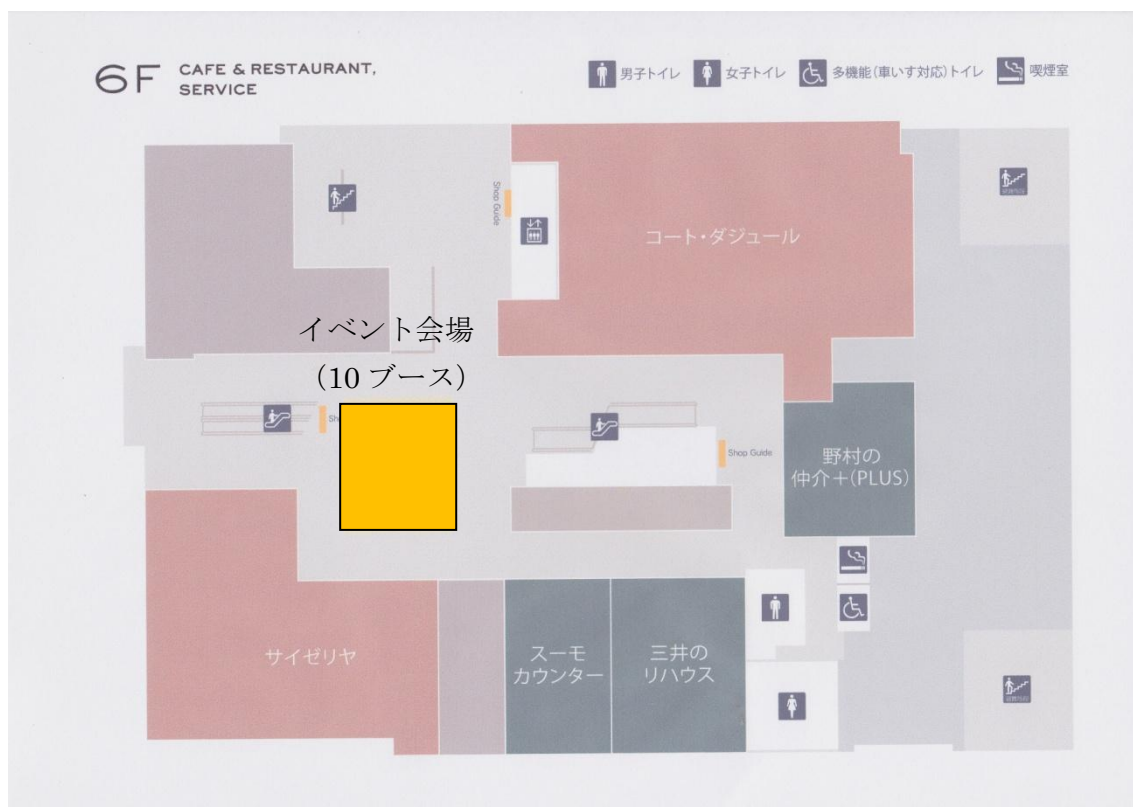 6F CAFE & RESTAURANT,
SERVICE
男子トイレ 女子トイレ 多機能(車いす対応)トイレ 喫煙室
Shop Guide
コート・ダジュール
イベント会場
（10 ブース）
Shop Guide
野村の
仲介+(PLUS)
サイゼリヤ
スーモ
カウンター
三井の
リハウス